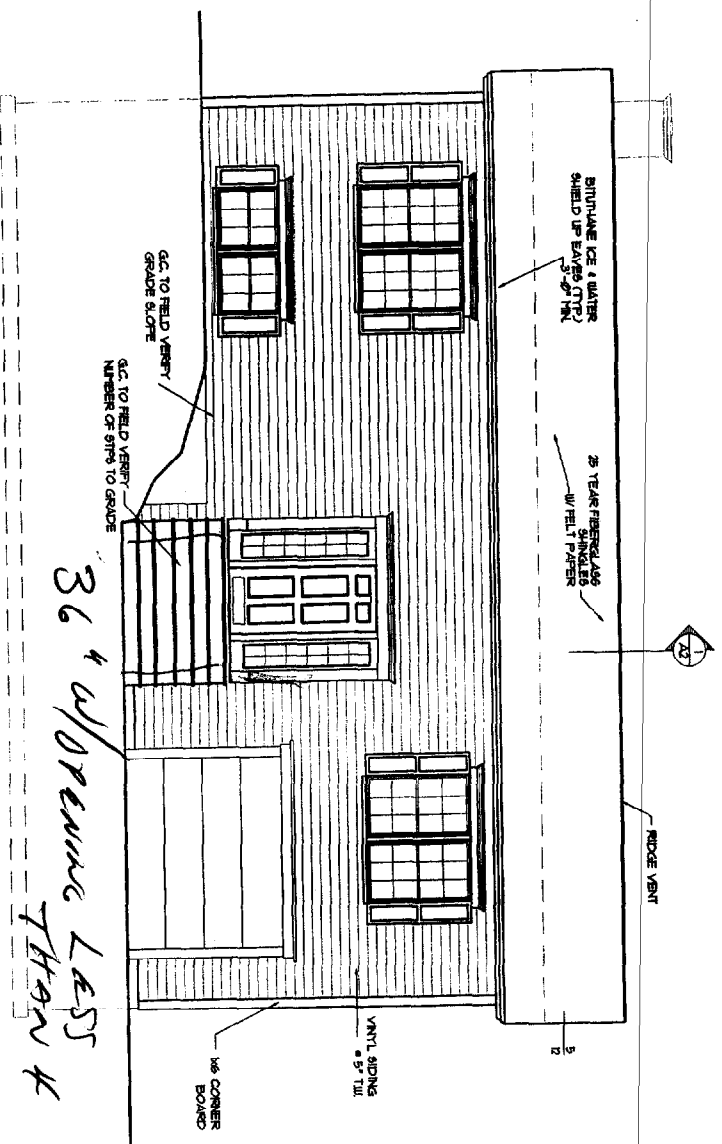 RIDGE VENT
1
A2
25 YEAR FIBERGLASS
SHINGLES
W/ FELT PAPER
BITUTHANE ICE & WATER
SHIELD UP EAVES (TYP.)
3'-0" MIN.
5
12
VINYL SIDING
@ 5" T.W.
1x6 CORNER
BOARD
G.C. TO FIELD VERIFY
GRADE SLOPE
G.C. TO FIELD VERIFY
NUMBER OF STPS TO GRADE
36" W/OPENING LESS
THAN 4